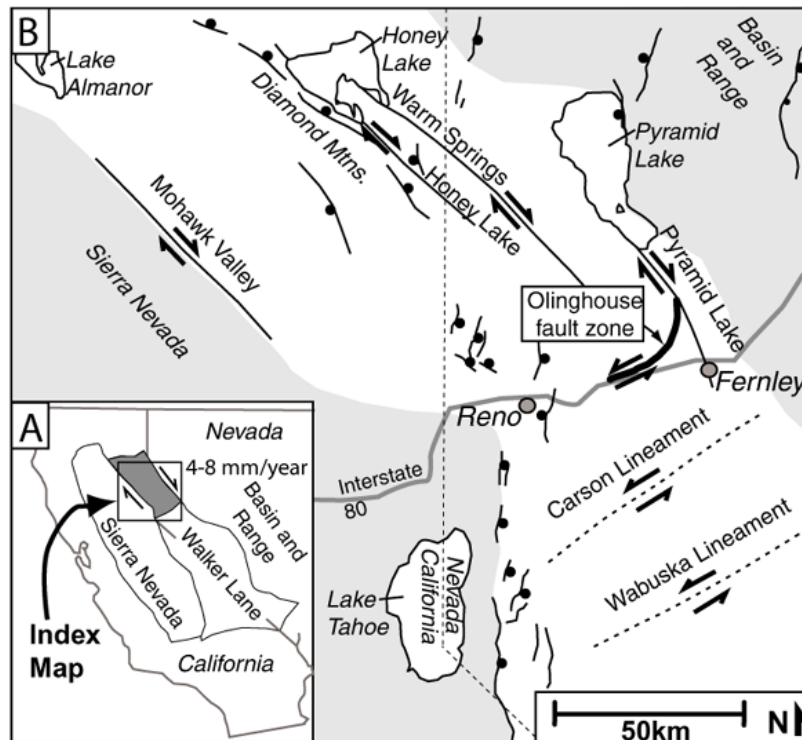 B
Lake
Almanor
Honey
Lake
Diamond Mtns.
Warm Springs
Honey Lake
Basin
and
Range
Pyramid
Lake
Mohawk Valley
Sierra Nevada
Pyramid Lake
Olinghouse
fault zone
Fernley
Reno
Interstate
80
Carson Lineament
Wabuska Lineament
Lake
Tahoe
California
Nevada
A
Nevada
4-8 mm/year
Basin and
Range
Sierra Nevada
Walker Lane
Index
Map
California
50km
N